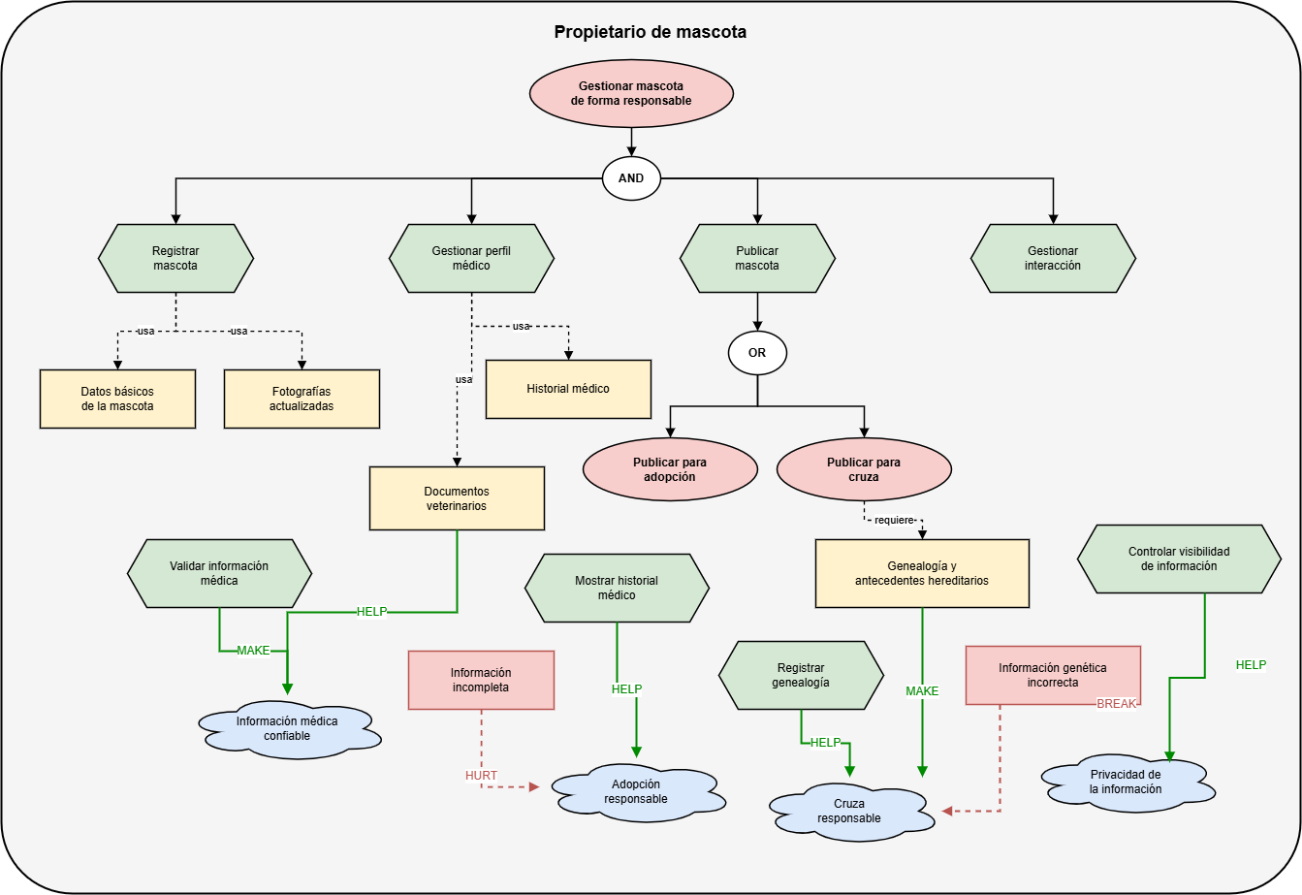 Propietario de mascota
Gestionar mascota
de forma responsable
AND
Registrar
mascota
Gestionar perfil
médico
Publicar
mascota
Gestionar
interacción
usa
usa
usa
usa
OR
Datos básicos
de la mascota
Fotografías
actualizadas
Historial médico
Publicar para
adopción
Publicar para
cruza
Documentos
veterinarios
requiere
Validar información
médica
Mostrar historial
médico
Genealogía y
antecedentes hereditarios
Controlar visibilidad
de información
HELP
MAKE
Información
incompleta
HELP
Registrar
genealogía
MAKE
Información genética
incorrecta
BREAK
HELP
Información médica
confiable
HELP
HURT
Adopción
responsable
Cruza
responsable
Privacidad de
la información